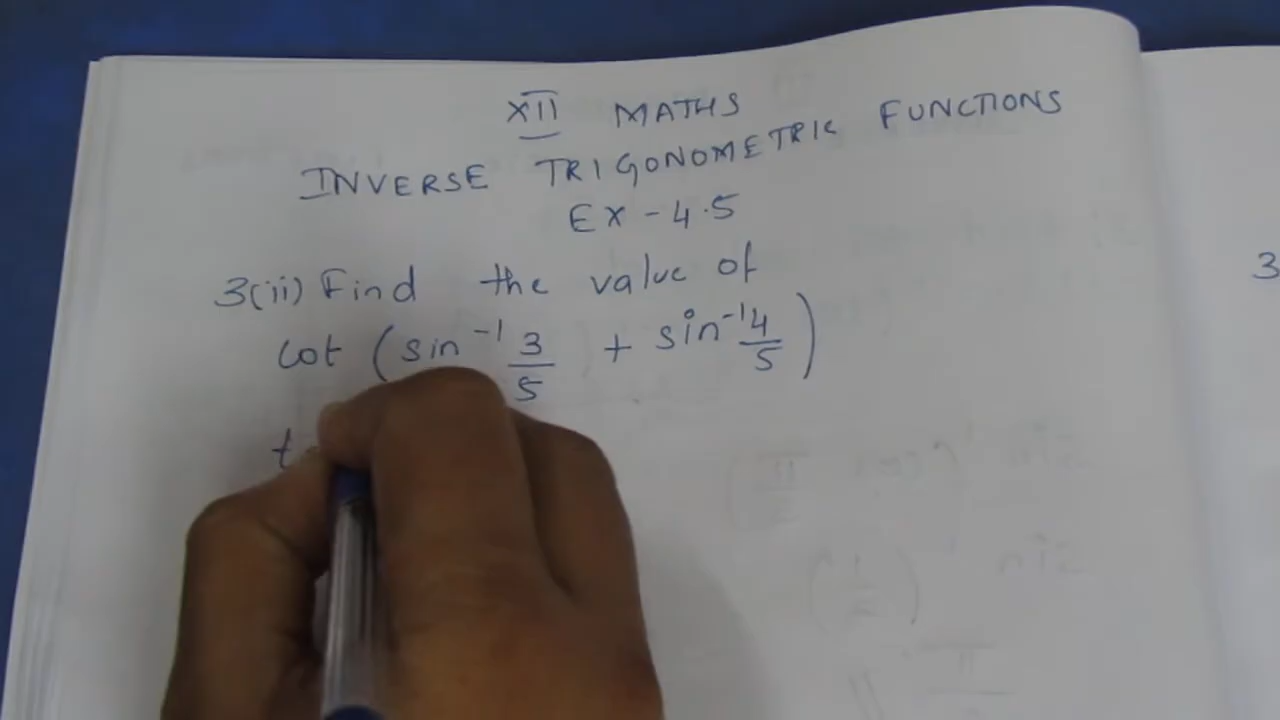 XII MATHS
INVERSE TRIGONOMETRIC FUNCTIONS
EX - 4.5
3(ii) Find the value of
cot (sin⁻¹ 3/5 + sin⁻¹ 4/5)
t
3